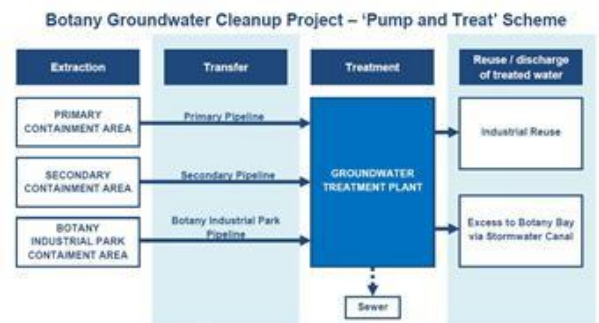 Botany Groundwater Cleanup Project – ‘Pump and Treat’ Scheme
Extraction
Transfer
Treatment
Reuse / discharge
of treated water
PRIMARY
CONTAINMENT AREA
Primary Pipeline
SECONDARY
CONTAINMENT AREA
Secondary Pipeline
BOTANY
INDUSTRIAL PARK
CONTAIMENT AREA
Botany Industrial Park
Pipeline
GROUNDWATER
TREATMENT PLANT
Industrial Reuse
Excess to Botany Bay
via Stormwater Canal
Sewer